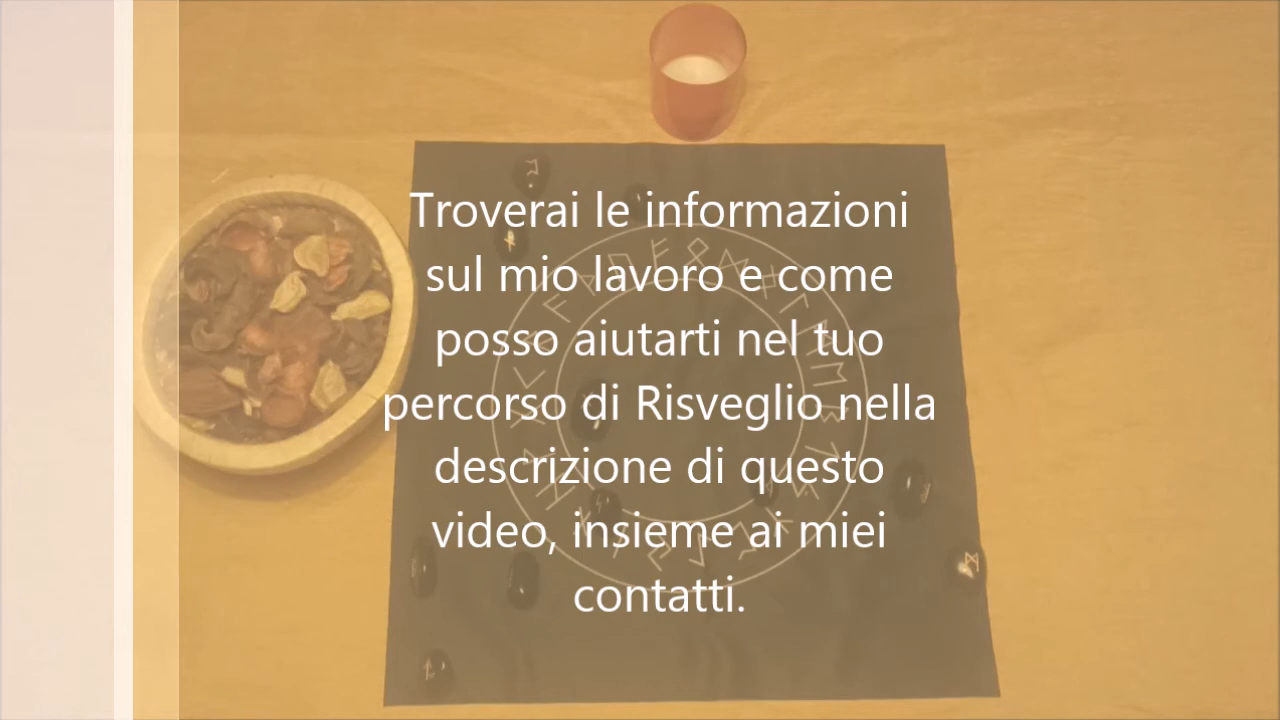 Troverai le informazioni
sul mio lavoro e come
posso aiutarti nel tuo
percorso di Risveglio nella
descrizione di questo
video, insieme ai miei
contatti.